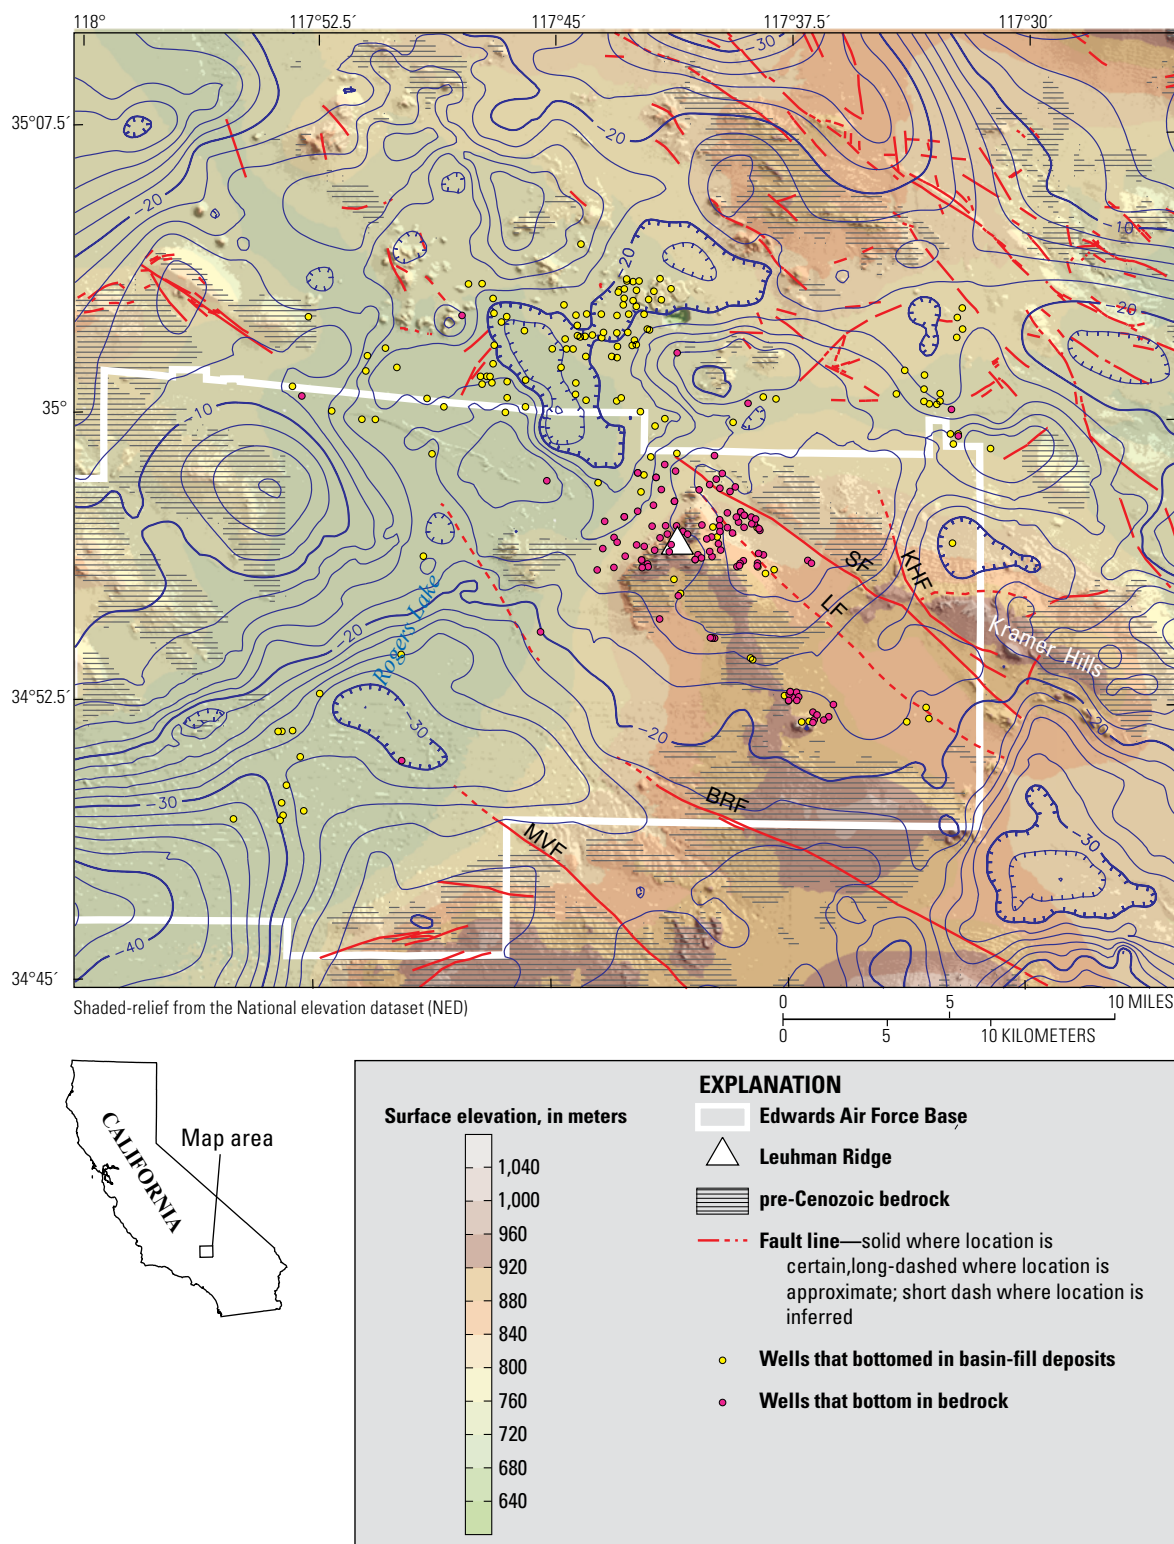 118°
117°52.5´
117°45´
117°37.5´
117°30´
35°07.5´
35°
34°52.5´
34°45´
−30
−20
−20
−20
−10
−20
−10
−20
−30
−20
−20
−30
−30
−40
Rogers Lake
SF
KHF
LF
Kramer Hills
BRF
MVF
Shaded-relief from the National elevation dataset (NED)
0 5 10 MILES
0 5 10 KILOMETERS
CALIFORNIA
Map area
EXPLANATION
Surface elevation, in meters
1,040
1,000
960
920
880
840
800
760
720
680
640
Edwards Air Force Base
Leuhman Ridge
pre-Cenozoic bedrock
Fault line—solid where location is
certain,long-dashed where location is
approximate; short dash where location is
inferred
Wells that bottomed in basin-fill deposits
Wells that bottom in bedrock